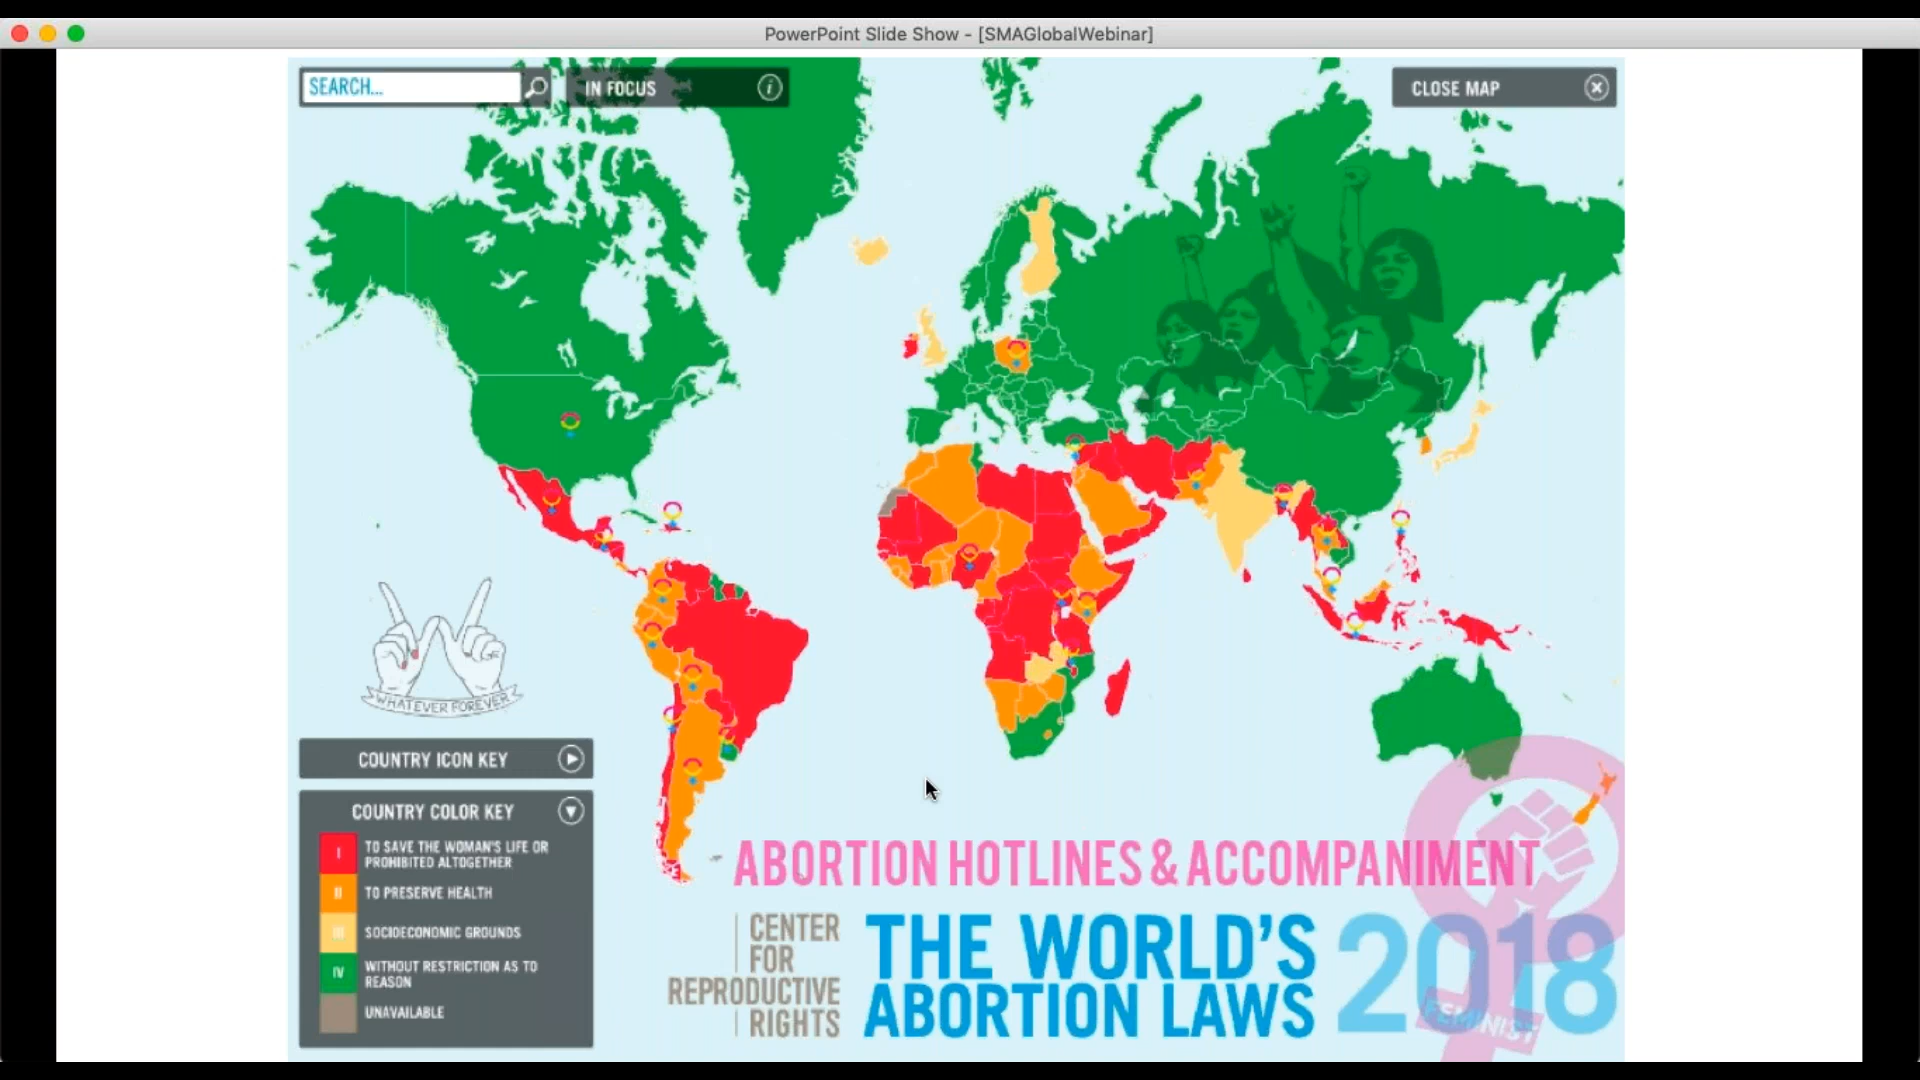 PowerPoint Slide Show - [SMAGlobalWebinar]
SEARCH...
IN FOCUS
i
CLOSE MAP
WHATEVER FOREVER
COUNTRY ICON KEY
COUNTRY COLOR KEY
I
TO SAVE THE WOMAN'S LIFE OR
PROHIBITED ALTOGETHER
II
TO PRESERVE HEALTH
III
SOCIOECONOMIC GROUNDS
IV
WITHOUT RESTRICTION AS TO
REASON
UNAVAILABLE
ABORTION HOTLINES & ACCOMPANIMENT
CENTER
FOR
REPRODUCTIVE
RIGHTS
THE WORLD'S
ABORTION LAWS
2018
FEMINIST